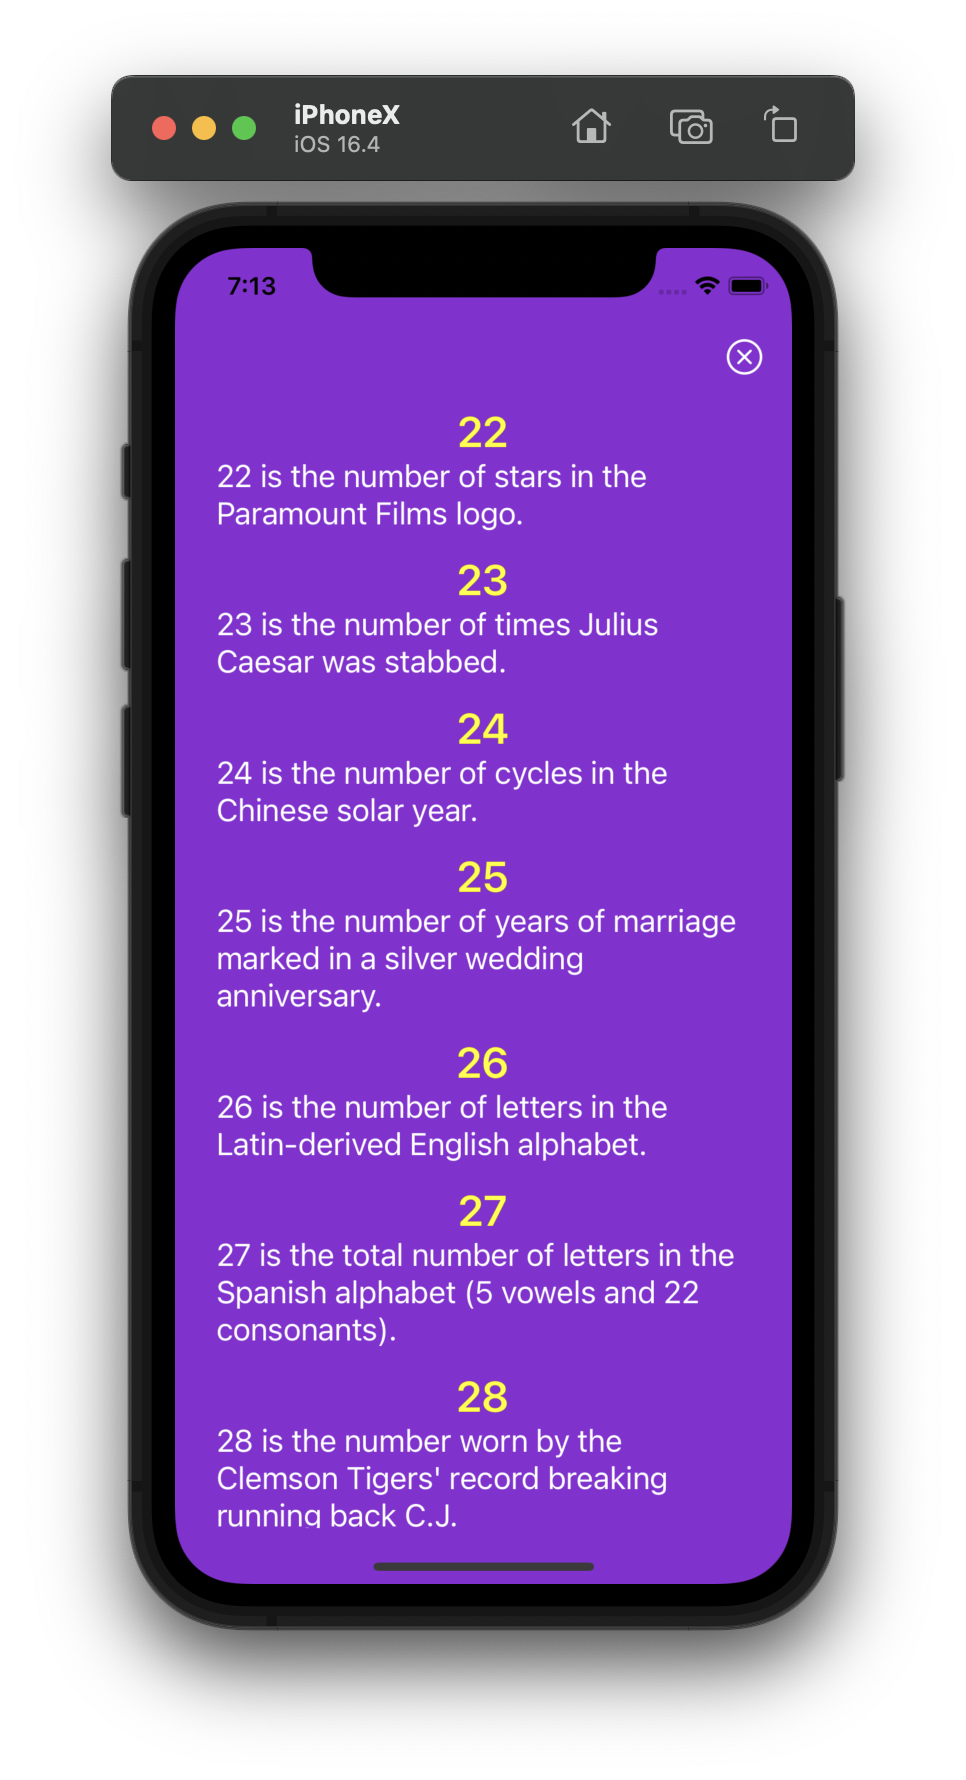 iPhoneX
iOS 16.4
7:13
22
22 is the number of stars in the
Paramount Films logo.
23
23 is the number of times Julius
Caesar was stabbed.
24
24 is the number of cycles in the
Chinese solar year.
25
25 is the number of years of marriage
marked in a silver wedding
anniversary.
26
26 is the number of letters in the
Latin-derived English alphabet.
27
27 is the total number of letters in the
Spanish alphabet (5 vowels and 22
consonants).
28
28 is the number worn by the
Clemson Tigers' record breaking
running back C.J.